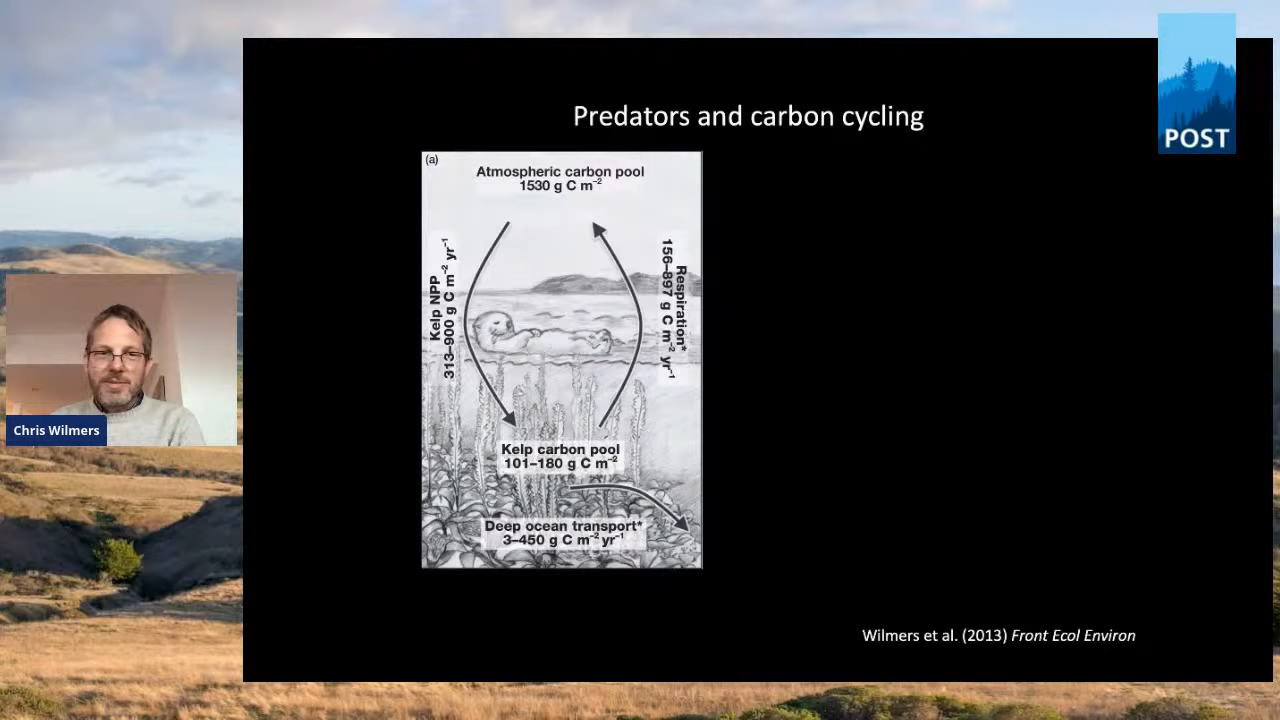 POST
Predators and carbon cycling
(a)
Atmospheric carbon pool
1530 g C m⁻²
Kelp NPP
313–900 g C m⁻² yr⁻¹
Respiration*
156–897 g C m⁻² yr⁻¹
Chris Wilmers
Kelp carbon pool
101–180 g C m⁻²
Deep ocean transport*
3–450 g C m⁻² yr⁻¹
Wilmers et al. (2013) Front Ecol Environ